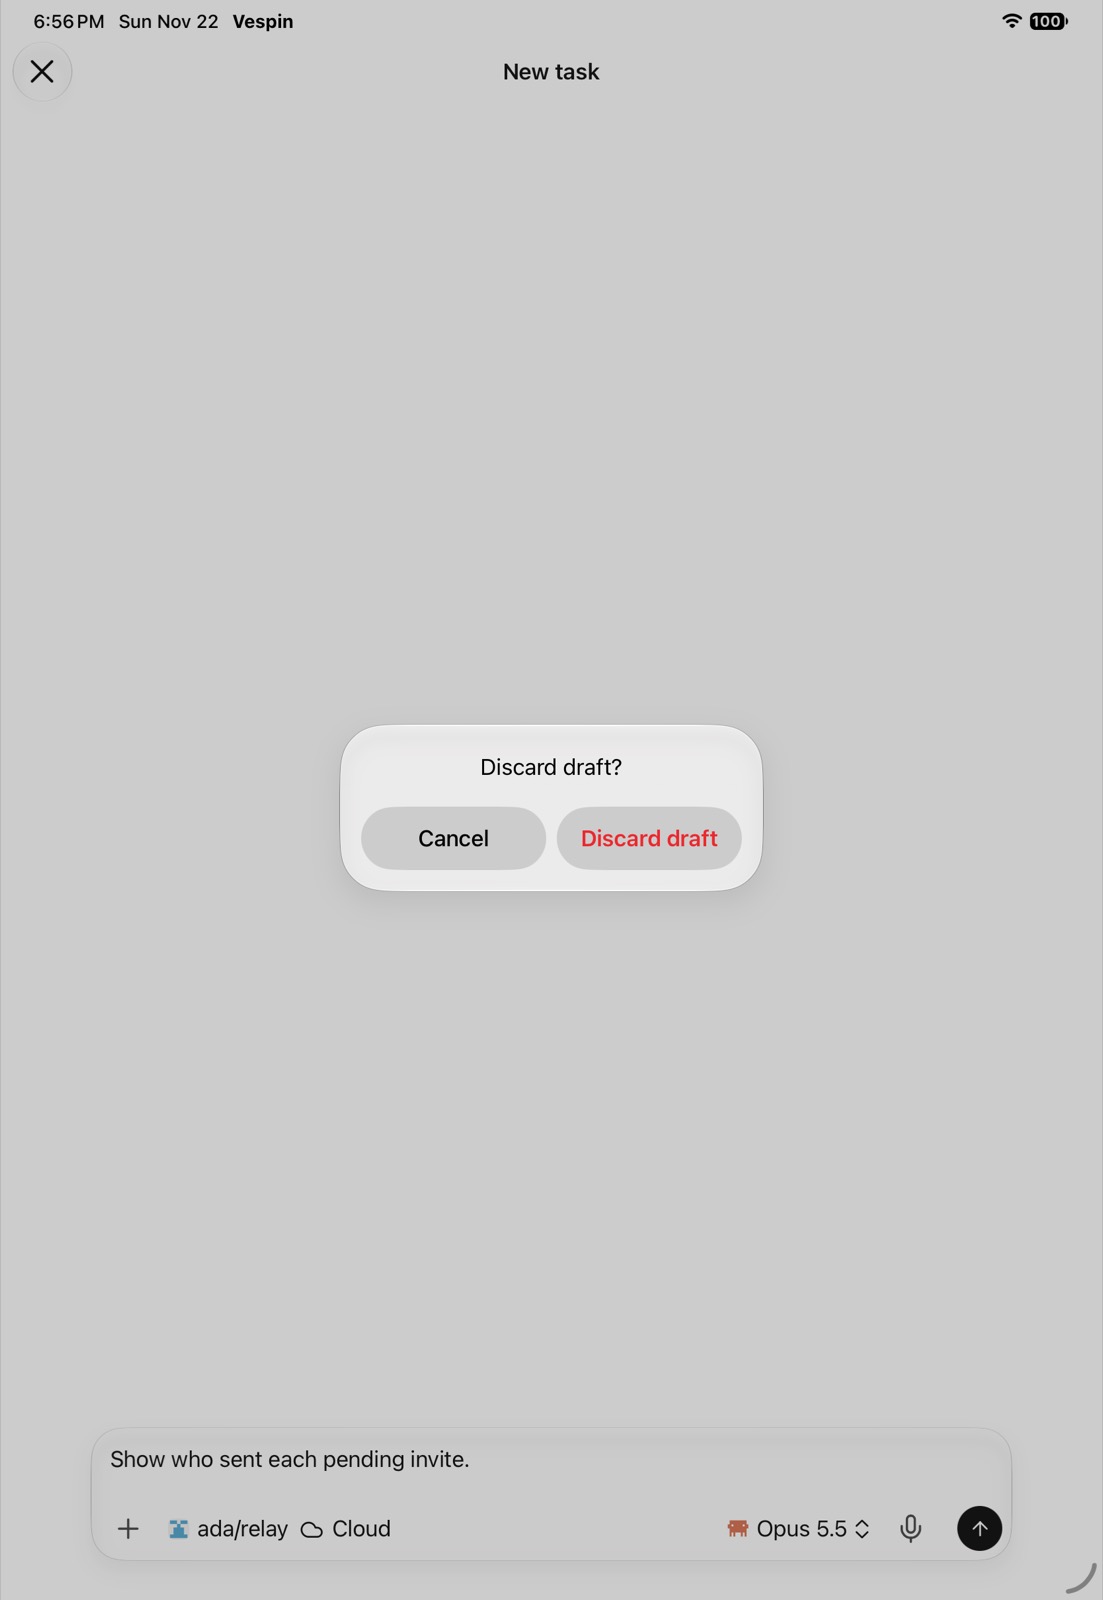 6:56 PM Sun Nov 22 Vespin
100
New task
Discard draft?
Cancel
Discard draft
Show who sent each pending invite.
ada/relay Cloud
Opus 5.5